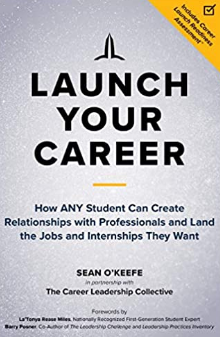 Includes Career
Launch Readiness
Assessment
LAUNCH
YOUR
CAREER
How ANY Student Can Create
Relationships with Professionals and Land
the Jobs and Internships They Want
SEAN O'KEEFE
in partnership with
The Career Leadership Collective
Forewords by
La'Tonya Rease Miles, Nationally Recognized First-Generation Student Expert
Barry Posner, Co-Author of The Leadership Challenge and Leadership Practices Inventory